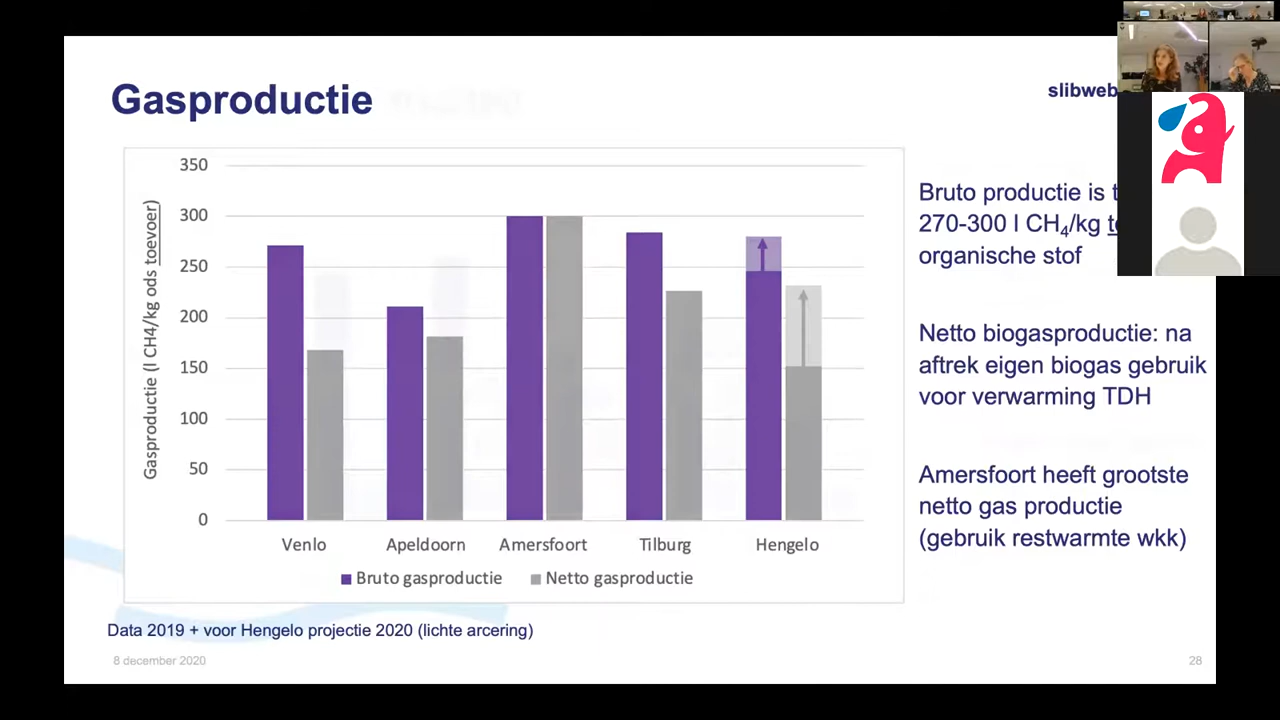 Gasproductie
slibweb
350
300
250
200
150
100
50
0
Gasproductie (l CH4/kg ods toevoer)
Venlo Apeldoorn Amersfoort Tilburg Hengelo
Bruto gasproductie Netto gasproductie
Bruto productie is
270-300 l CH₄/kg
organische stof
Netto biogasproductie: na
aftrek eigen biogas gebruik
voor verwarming TDH
Amersfoort heeft grootste
netto gas productie
(gebruik restwarmte wkk)
Data 2019 + voor Hengelo projectie 2020 (lichte arcering)
8 december 2020
28